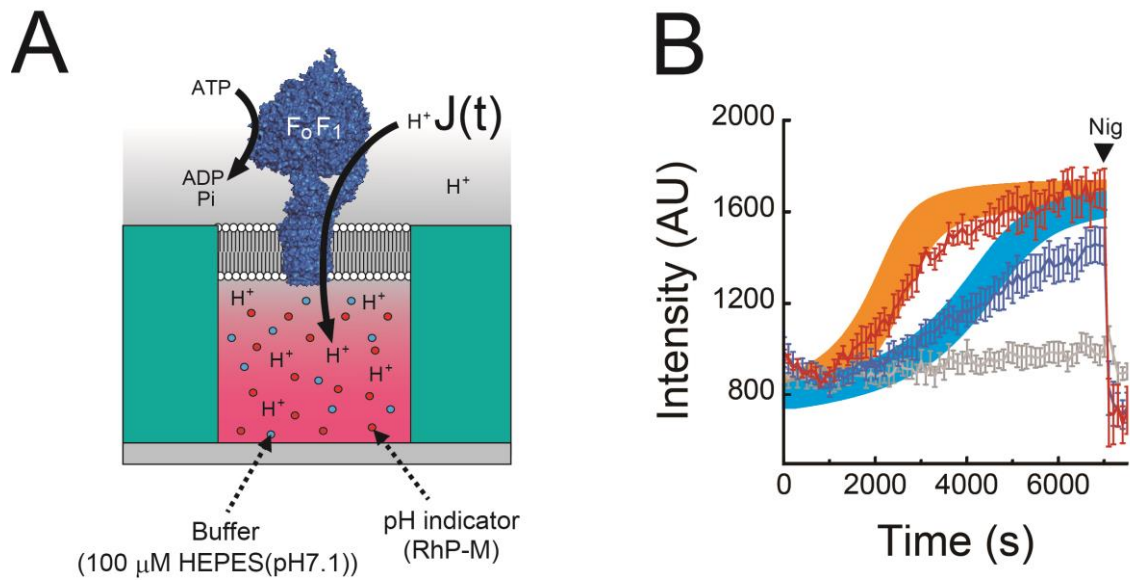 A
ATP
ADP
Pi
FₒF₁
H⁺ J(t)
H⁺
H⁺
H⁺
H⁺
H⁺
H⁺
H⁺
H⁺
Buffer
(100 μM HEPES(pH7.1))
pH indicator
(RhP-M)
B
Nig
Intensity (AU)
2000
1600
1200
800
0
2000
4000
6000
Time (s)